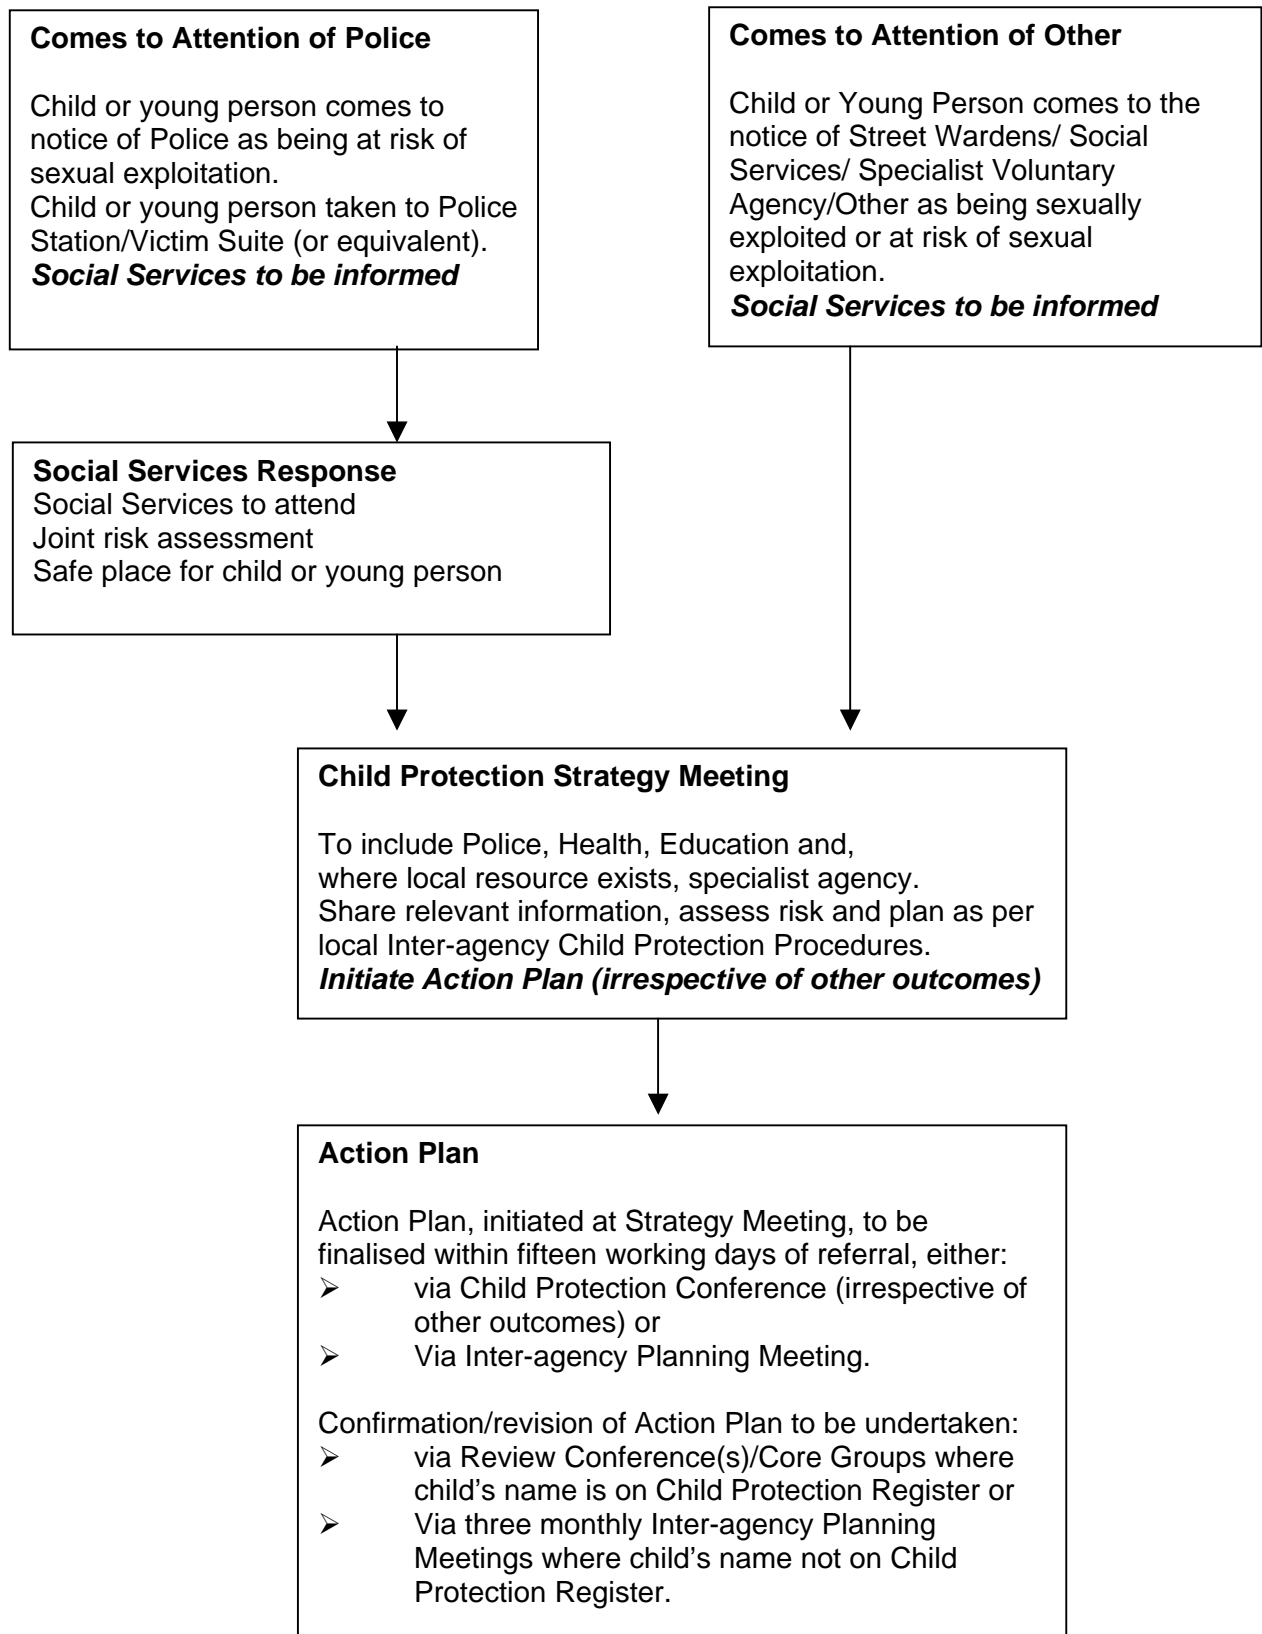 Comes to Attention of Police
Child or young person comes to
notice of Police as being at risk of
sexual exploitation.
Child or young person taken to Police
Station/Victim Suite (or equivalent).
Social Services to be informed
Comes to Attention of Other
Child or Young Person comes to the
notice of Street Wardens/ Social
Services/ Specialist Voluntary
Agency/Other as being sexually
exploited or at risk of sexual
exploitation.
Social Services to be informed
Social Services Response
Social Services to attend
Joint risk assessment
Safe place for child or young person
Child Protection Strategy Meeting
To include Police, Health, Education and,
where local resource exists, specialist agency.
Share relevant information, assess risk and plan as per
local Inter-agency Child Protection Procedures.
Initiate Action Plan (irrespective of other outcomes)
Action Plan
Action Plan, initiated at Strategy Meeting, to be
finalised within fifteen working days of referral, either:
➢ via Child Protection Conference (irrespective of
other outcomes) or
➢ Via Inter-agency Planning Meeting.
Confirmation/revision of Action Plan to be undertaken:
➢ via Review Conference(s)/Core Groups where
child’s name is on Child Protection Register or
➢ Via three monthly Inter-agency Planning
Meetings where child’s name not on Child
Protection Register.